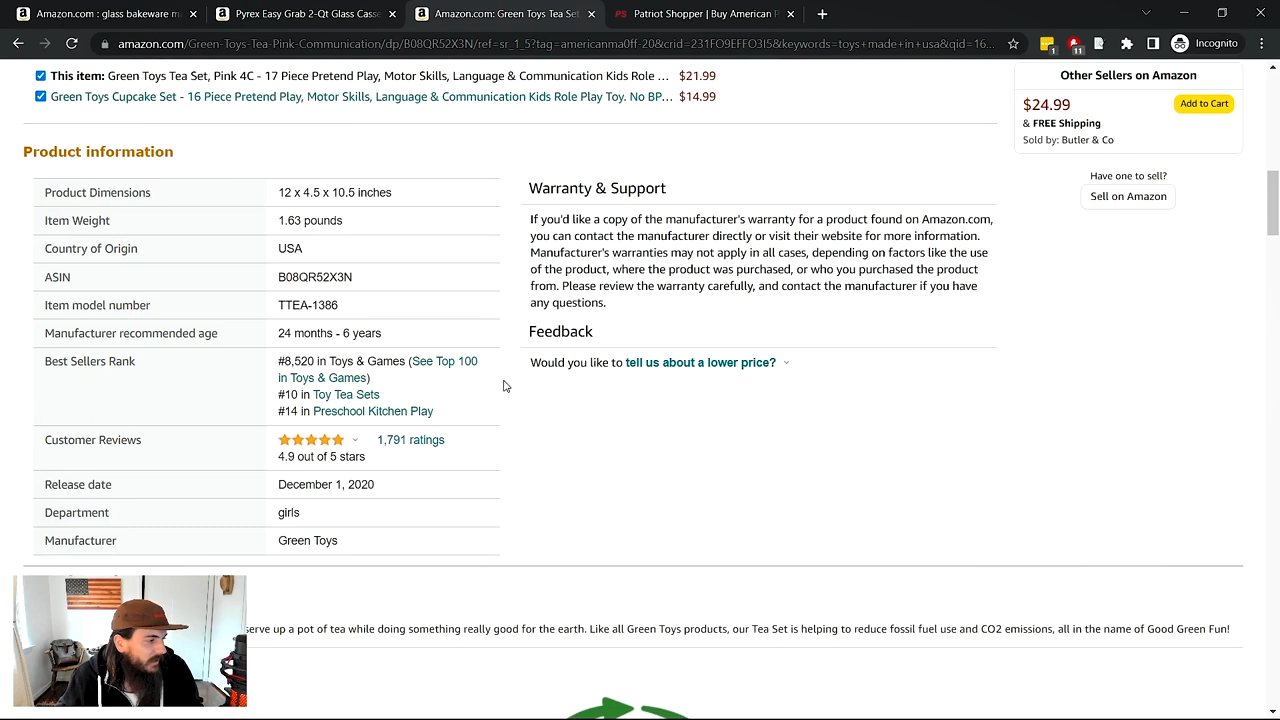 Amazon.com : glass bakeware m
Pyrex Easy Grab 2-Qt Glass Casse
Amazon.com: Green Toys Tea Set,
PS Patriot Shopper | Buy American P
amazon.com/Green-Toys-Tea-Pink-Communication/dp/B08QR52X3N/ref=sr_1_5?tag=americanma0ff-20&crid=231FO9EFFO3I5&keywords=toys+made+in+usa&qid=16...
1
11
Incognito
This item: Green Toys Tea Set, Pink 4C - 17 Piece Pretend Play, Motor Skills, Language & Communication Kids Role ... $21.99
Green Toys Cupcake Set - 16 Piece Pretend Play, Motor Skills, Language & Communication Kids Role Play Toy. No BP... $14.99
Other Sellers on Amazon
$24.99
Add to Cart
& FREE Shipping
Sold by: Butler & Co
Have one to sell?
Sell on Amazon
Product information
Product Dimensions 12 x 4.5 x 10.5 inches
Item Weight 1.63 pounds
Country of Origin USA
ASIN B08QR52X3N
Item model number TTEA-1386
Manufacturer recommended age 24 months - 6 years
Best Sellers Rank #8,520 in Toys & Games (See Top 100
in Toys & Games)
#10 in Toy Tea Sets
#14 in Preschool Kitchen Play
Customer Reviews 1,791 ratings
4.9 out of 5 stars
Release date December 1, 2020
Department girls
Manufacturer Green Toys
Warranty & Support
If you'd like a copy of the manufacturer's warranty for a product found on Amazon.com,
you can contact the manufacturer directly or visit their website for more information.
Manufacturer's warranties may not apply in all cases, depending on factors like the use
of the product, where the product was purchased, or who you purchased the product
from. Please review the warranty carefully, and contact the manufacturer if you have
any questions.
Feedback
Would you like to tell us about a lower price?
serve up a pot of tea while doing something really good for the earth. Like all Green Toys products, our Tea Set is helping to reduce fossil fuel use and CO2 emissions, all in the name of Good Green Fun!